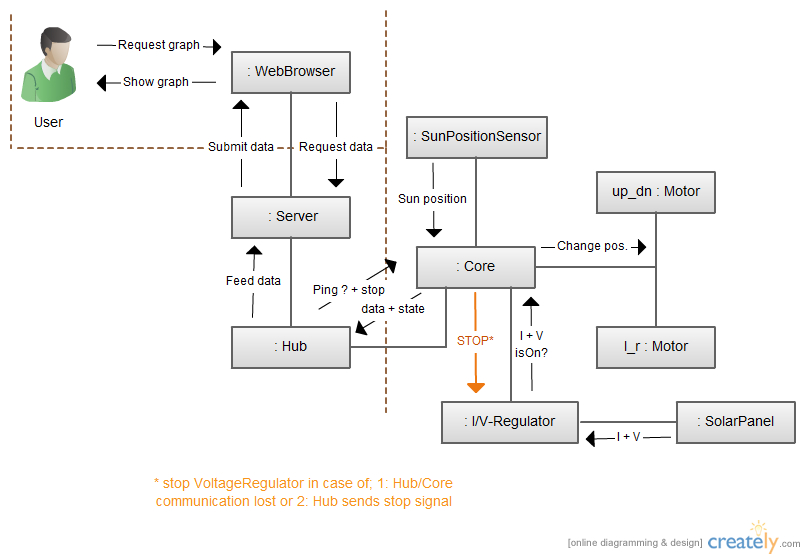 Request graph
: WebBrowser
Show graph
User
Submit data
Request data
: SunPositionSensor
up_dn : Motor
Sun position
: Server
Change pos.
: Core
Feed data
Ping ? + stop
data + state
STOP*
I + V
isOn?
: Hub
l_r : Motor
: I/V-Regulator
: SolarPanel
I + V
* stop VoltageRegulator in case of; 1: Hub/Core
communication lost or 2: Hub sends stop signal
[online diagramming & design] creately.com